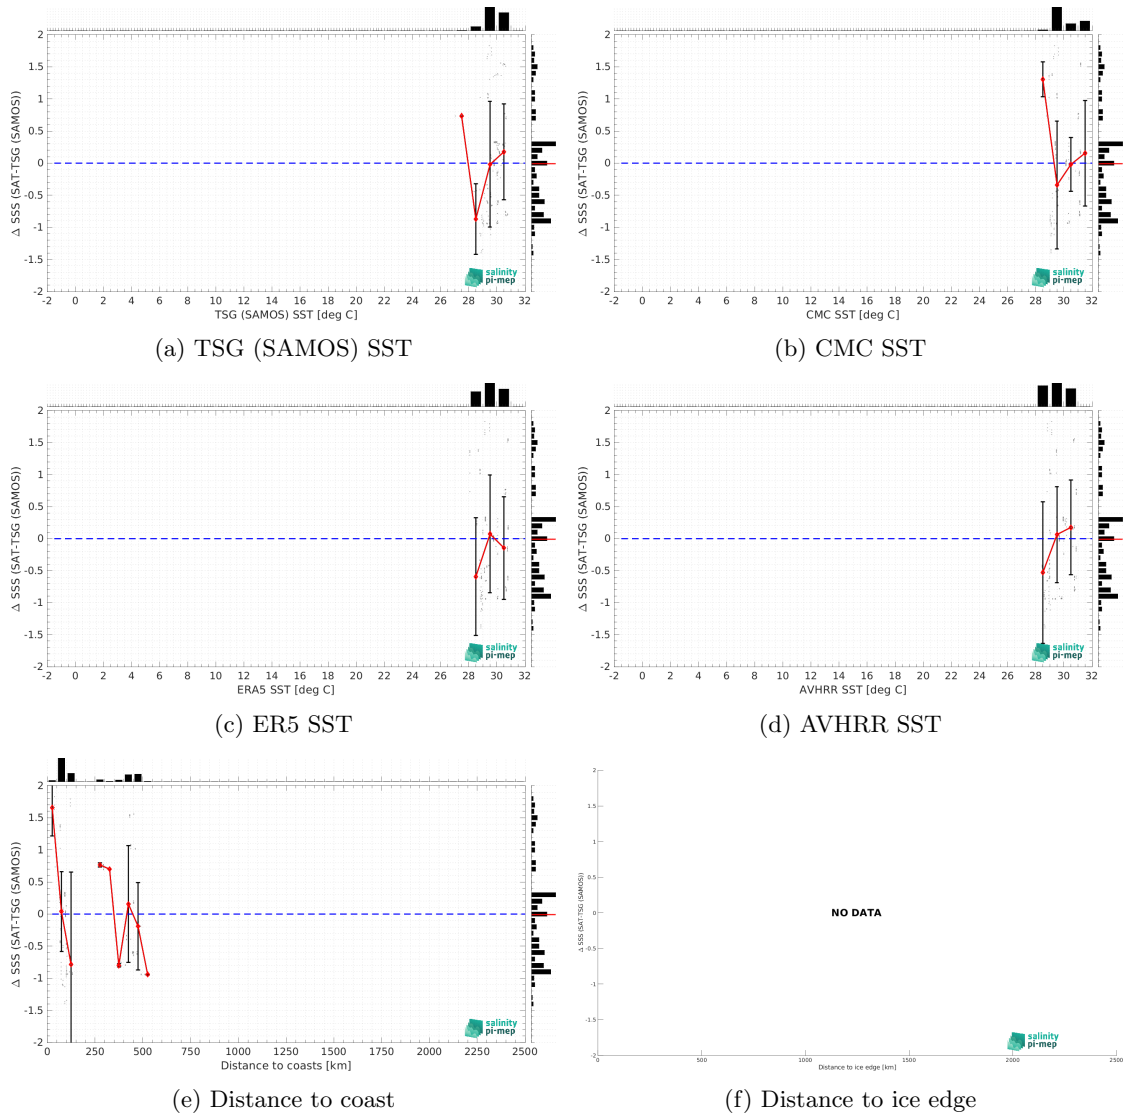 2
1.5
1
0.5
0
-0.5
-1
-1.5
-2
Δ SSS (SAT-TSG (SAMOS))
-2 0 2 4 6 8 10 12 14 16 18 20 22 24 26 28 30 32
TSG (SAMOS) SST [deg C]
salinity
pi-mep
(a) TSG (SAMOS) SST
2
1.5
1
0.5
0
-0.5
-1
-1.5
-2
Δ SSS (SAT-TSG (SAMOS))
-2 0 2 4 6 8 10 12 14 16 18 20 22 24 26 28 30 32
CMC SST [deg C]
salinity
pi-mep
(b) CMC SST
2
1.5
1
0.5
0
-0.5
-1
-1.5
-2
Δ SSS (SAT-TSG (SAMOS))
-2 0 2 4 6 8 10 12 14 16 18 20 22 24 26 28 30 32
ERA5 SST [deg C]
salinity
pi-mep
(c) ER5 SST
2
1.5
1
0.5
0
-0.5
-1
-1.5
-2
Δ SSS (SAT-TSG (SAMOS))
-2 0 2 4 6 8 10 12 14 16 18 20 22 24 26 28 30 32
AVHRR SST [deg C]
salinity
pi-mep
(d) AVHRR SST
2
1.5
1
0.5
0
-0.5
-1
-1.5
-2
Δ SSS (SAT-TSG (SAMOS))
0 250 500 750 1000 1250 1500 1750 2000 2250 2500
Distance to coasts [km]
salinity
pi-mep
(e) Distance to coast
2
1.5
1
0.5
0
-0.5
-1
-1.5
-2
Δ SSS (SAT-TSG (SAMOS))
NO DATA
0 500 1000 1500 2000 2500
Distance to ice edge [km]
salinity
pi-mep
(f) Distance to ice edge